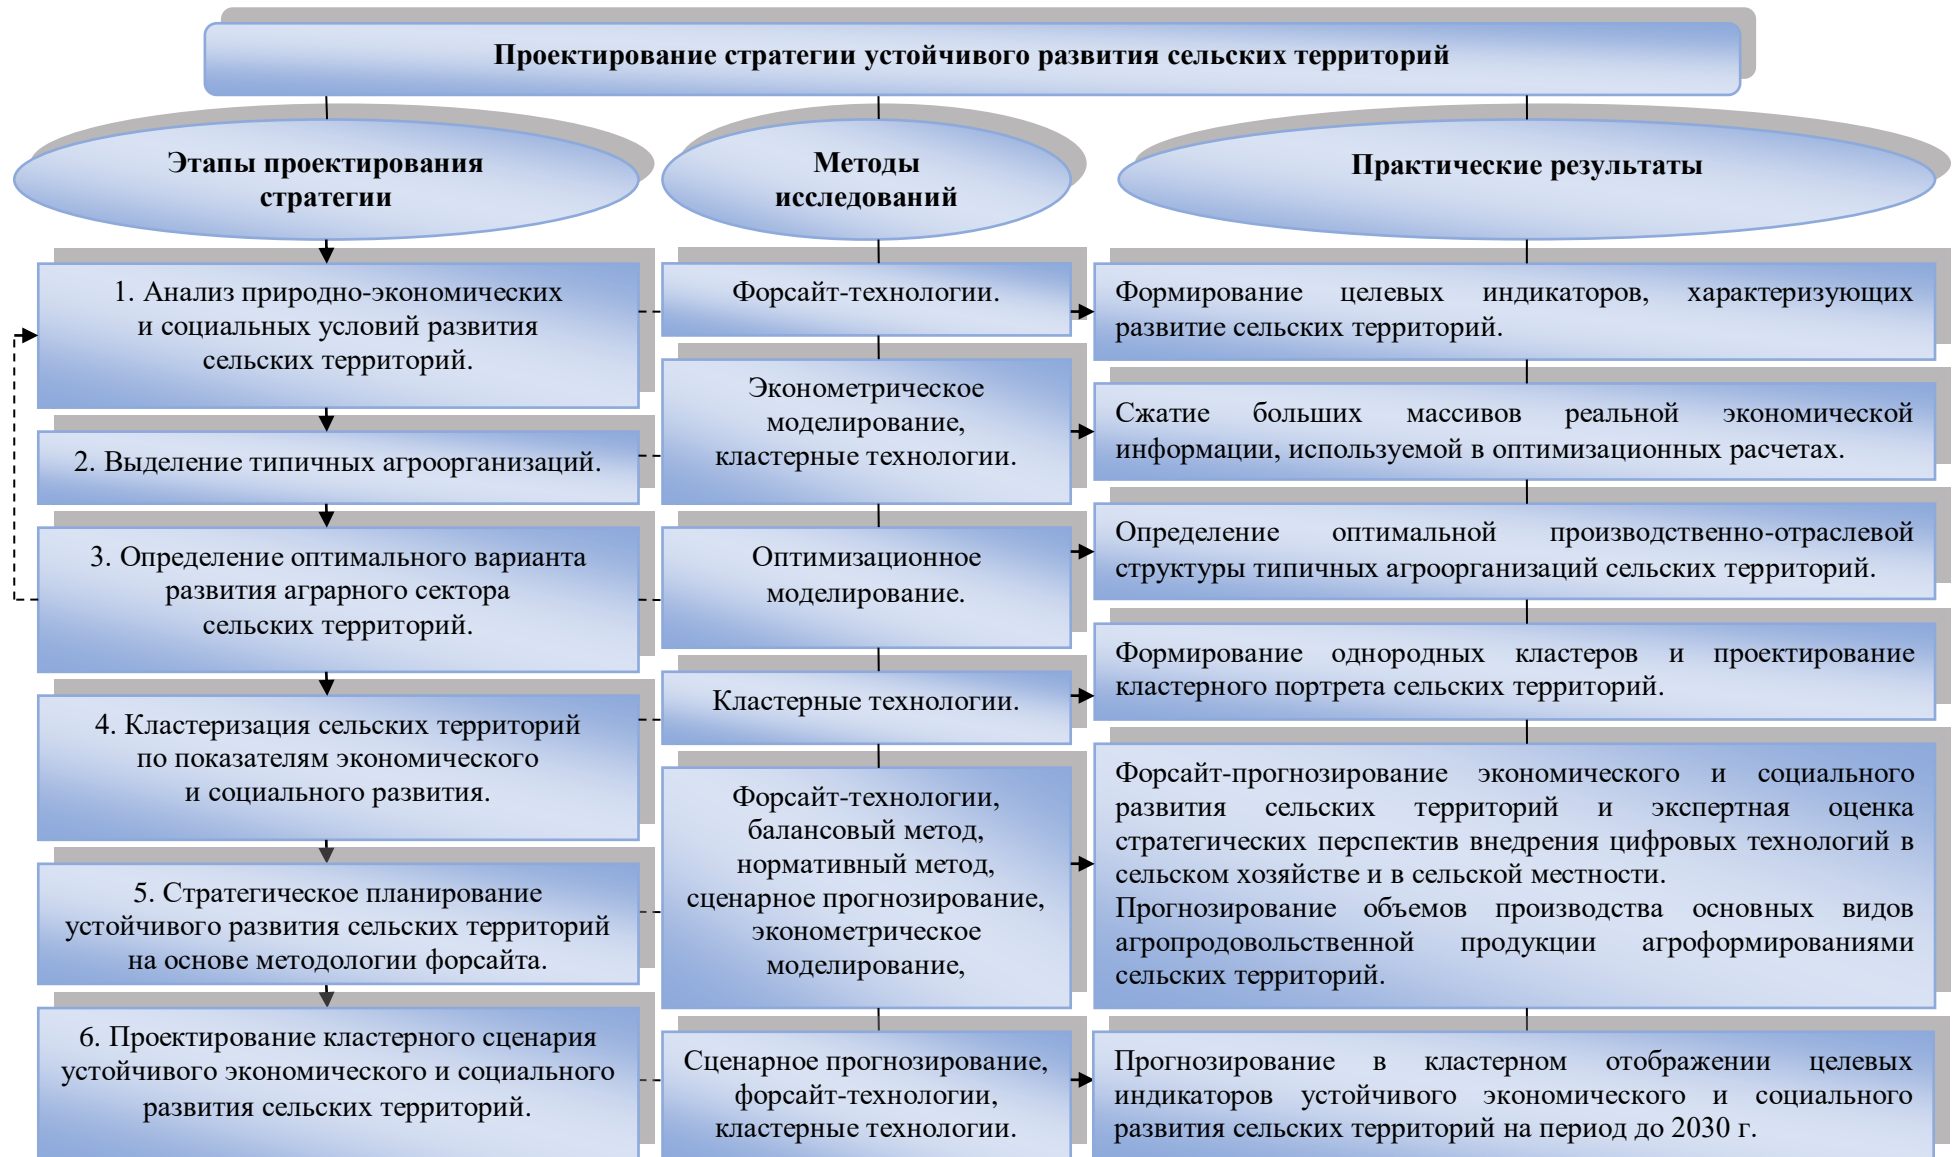 Проектирование стратегии устойчивого развития сельских территорий
Этапы проектирования
стратегии
Методы
исследований
Практические результаты
1. Анализ природно-экономических
и социальных условий развития
сельских территорий.
Форсайт-технологии.
Формирование целевых индикаторов, характеризующих
развитие сельских территорий.
2. Выделение типичных агроорганизаций.
Эконометрическое
моделирование,
кластерные технологии.
Сжатие больших массивов реальной экономической
информации, используемой в оптимизационных расчетах.
3. Определение оптимального варианта
развития аграрного сектора
сельских территорий.
Оптимизационное
моделирование.
Определение оптимальной производственно-отраслевой
структуры типичных агроорганизаций сельских территорий.
4. Кластеризация сельских территорий
по показателям экономического
и социального развития.
Кластерные технологии.
Формирование однородных кластеров и проектирование
кластерного портрета сельских территорий.
5. Стратегическое планирование
устойчивого развития сельских территорий
на основе методологии форсайта.
Форсайт-технологии,
балансовый метод,
нормативный метод,
сценарное прогнозирование,
эконометрическое
моделирование,
Форсайт-прогнозирование экономического и социального
развития сельских территорий и экспертная оценка
стратегических перспектив внедрения цифровых технологий в
сельском хозяйстве и в сельской местности.
Прогнозирование объемов производства основных видов
агропродовольственной продукции агроформированиями
сельских территорий.
6. Проектирование кластерного сценария
устойчивого экономического и социального
развития сельских территорий.
Сценарное прогнозирование,
форсайт-технологии,
кластерные технологии.
Прогнозирование в кластерном отображении целевых
индикаторов устойчивого экономического и социального
развития сельских территорий на период до 2030 г.